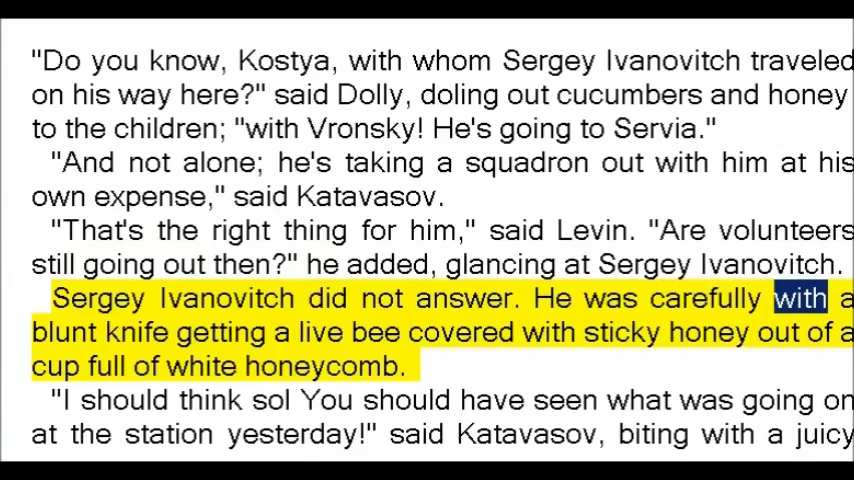 "Do you know, Kostya, with whom Sergey Ivanovitch traveled
on his way here?" said Dolly, doling out cucumbers and honey
to the children; "with Vronsky! He's going to Servia."
"And not alone; he's taking a squadron out with him at his
own expense," said Katavasov.
"That's the right thing for him," said Levin. "Are volunteers
still going out then?" he added, glancing at Sergey Ivanovitch.
Sergey Ivanovitch did not answer. He was carefully with a
blunt knife getting a live bee covered with sticky honey out of a
cup full of white honeycomb.
"I should think sol You should have seen what was going on
at the station yesterday!" said Katavasov, biting with a juicy